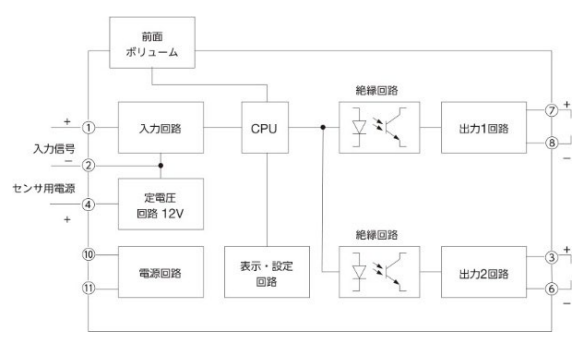 前面
ボリューム
絶縁回路
+
①
入力回路
CPU
出力1回路
⑦
+
⑧
−
入力信号
−
②
センサ用電源
④
+
定電圧
回路 12V
絶縁回路
⑩
⑪
電源回路
表示・設定
回路
出力2回路
③
+
⑥
−